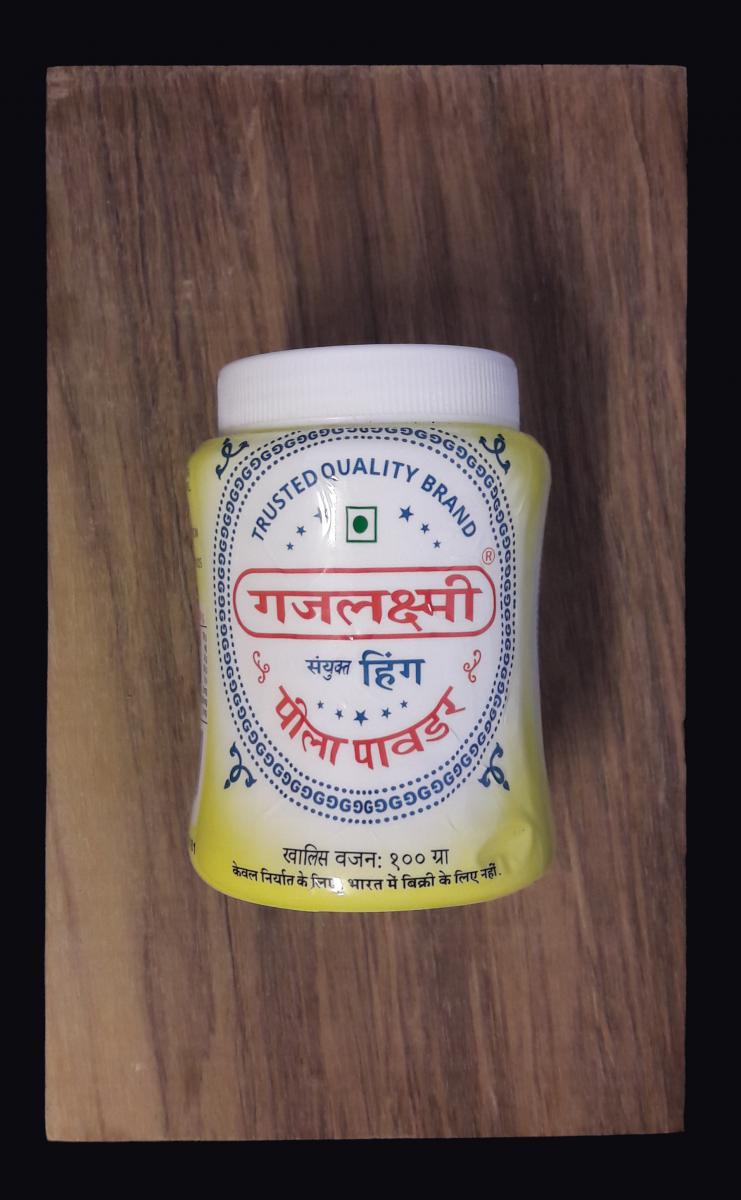 TRUSTED QUALITY BRAND
®
गजलक्ष्मी
संयुक्त हिंग
पीला पावडर
खालिस वजन: १०० ग्रा
केवल निर्यात के लिए, भारत में बिक्री के लिए नहीं.